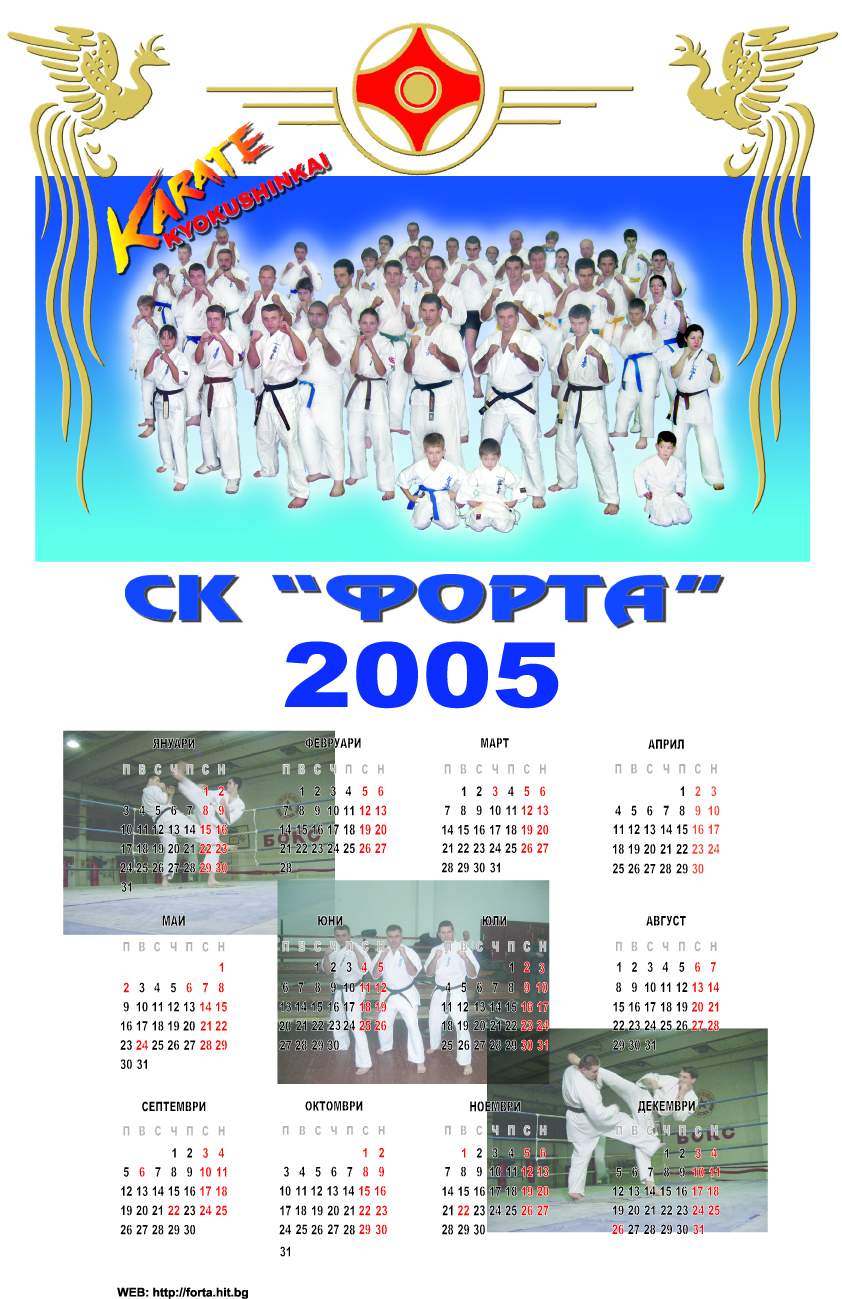 KARATE
KYOKUSHINKAI
СК “ФОРТА”
2005
ЯНУАРИ ФЕВРУАРИ МАРТ АПРИЛ
П В С Ч П С Н П В С Ч П С Н П В С Ч П С Н П В С Ч П С Н
1 2 1 2 3 4 5 6 1 2 3 4 5 6 1 2 3
3 4 5 6 7 8 9 7 8 9 10 11 12 13 7 8 9 10 11 12 13 4 5 6 7 8 9 10
10 11 12 13 14 15 16 14 15 16 17 18 19 20 14 15 16 17 18 19 20 11 12 13 14 15 16 17
17 18 19 20 21 22 23 21 22 23 24 25 26 27 21 22 23 24 25 26 27 18 19 20 21 22 23 24
24 25 26 27 28 29 30 28 28 29 30 31 25 26 27 28 29 30
31
БОКС
МАИ ЮНИ ЮЛИ АВГУСТ
П В С Ч П С Н П В С Ч П С Н П В С Ч П С Н П В С Ч П С Н
1 1 2 3 4 5 1 2 3 1 2 3 4 5 6 7
2 3 4 5 6 7 8 6 7 8 9 10 11 12 4 5 6 7 8 9 10 8 9 10 11 12 13 14
9 10 11 12 13 14 15 13 14 15 16 17 18 19 11 12 13 14 15 16 17 15 16 17 18 19 20 21
16 17 18 19 20 21 22 20 21 22 23 24 25 26 18 19 20 21 22 23 24 22 23 24 25 26 27 28
23 24 25 26 27 28 29 27 28 29 30 25 26 27 28 29 30 31 29 30 31
30 31
СЕПТЕМВРИ ОКТОМВРИ НОЕМВРИ ДЕКЕМВРИ
П В С Ч П С Н П В С Ч П С Н П В С Ч П С Н П В С Ч П С Н
1 2 3 4 1 2 1 2 3 4 5 6 1 2 3 4
5 6 7 8 9 10 11 3 4 5 6 7 8 9 7 8 9 10 11 12 13 5 6 7 8 9 10 11
12 13 14 15 16 17 18 10 11 12 13 14 15 16 14 15 16 17 18 19 20 12 13 14 15 16 17 18
19 20 21 22 23 24 25 17 18 19 20 21 22 23 21 22 23 24 25 26 27 19 20 21 22 23 24 25
26 27 28 29 30 24 25 26 27 28 29 30 28 29 30 26 27 28 29 30 31
31
БОКС
WEB: http://forta.hit.bg